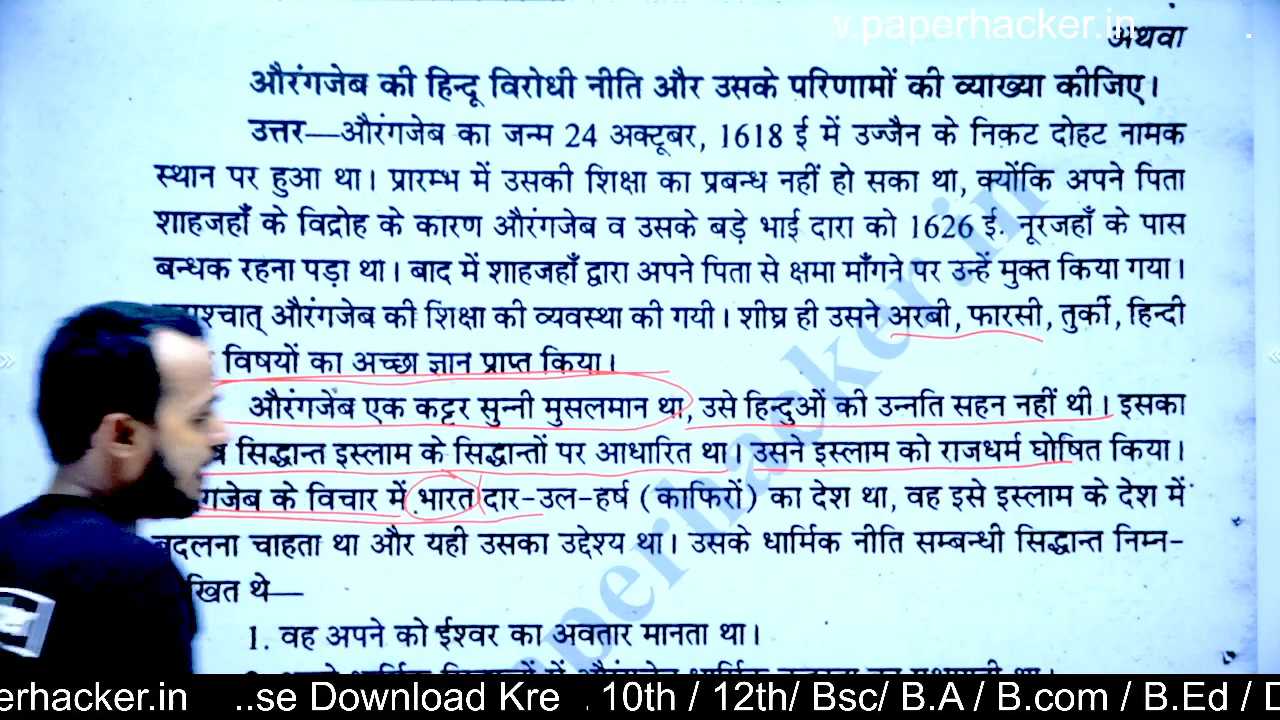 v.paperhacker.in
अथवा
औरंगजेब की हिन्दू विरोधी नीति और उसके परिणामों की व्याख्या कीजिए।
उत्तर—औरंगजेब का जन्म 24 अक्टूबर, 1618 ई में उज्जैन के निकट दोहट नामक
स्थान पर हुआ था। प्रारम्भ में उसकी शिक्षा का प्रबन्ध नहीं हो सका था, क्योंकि अपने पिता
शाहजहाँ के विद्रोह के कारण औरंगजेब व उसके बड़े भाई दारा को 1626 ई. नूरजहाँ के पास
बन्धक रहना पड़ा था। बाद में शाहजहाँ द्वारा अपने पिता से क्षमा माँगने पर उन्हें मुक्त किया गया।
श्चात् औरंगजेब की शिक्षा की व्यवस्था की गयी। शीघ्र ही उसने अरबी, फारसी, तुर्की, हिन्दी
विषयों का अच्छा ज्ञान प्राप्त किया।
औरंगजेब एक कट्टर सुन्नी मुसलमान था, उसे हिन्दुओं की उन्नति सहन नहीं थी। इसका
सिद्धान्त इस्लाम के सिद्धान्तों पर आधारित था। उसने इस्लाम को राजधर्म घोषित किया।
गजेब के विचार में भारत दार-उल-हर्ष (काफिरों) का देश था, वह इसे इस्लाम के देश में
बदलना चाहता था और यही उसका उद्देश्य था। उसके धार्मिक नीति सम्बन्धी सिद्धान्त निम्न-
खित थे—
1. वह अपने को ईश्वर का अवतार मानता था।
paperhacker.in
erhacker.in ..se Download Kre . 10th / 12th/ Bsc/ B.A / B.com / B.Ed / D